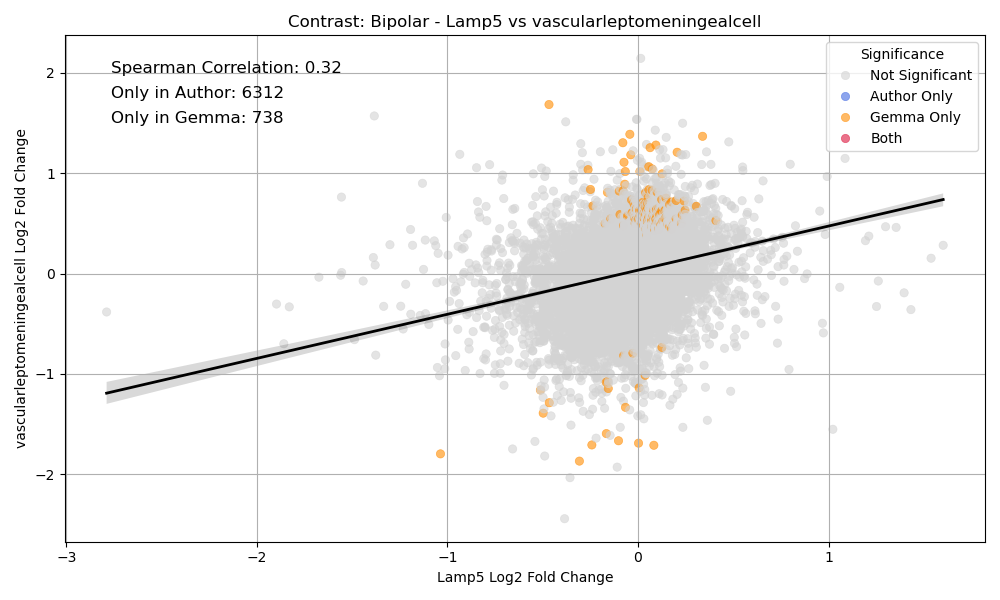 Contrast: Bipolar - Lamp5 vs vascularleptomeningealcell
Spearman Correlation: 0.32
Only in Author: 6312
Only in Gemma: 738
Significance
Not Significant
Author Only
Gemma Only
Both
vascularleptomeningealcell Log2 Fold Change
2
1
0
−1
−2
−3
−2
−1
0
1
Lamp5 Log2 Fold Change